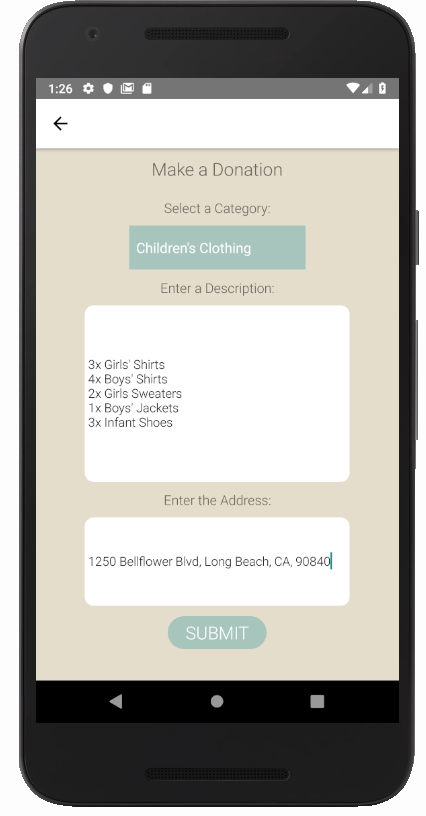 1:26
Make a Donation
Select a Category:
Children's Clothing
Enter a Description:
3x Girls' Shirts
4x Boys' Shirts
2x Girls Sweaters
1x Boys' Jackets
3x Infant Shoes
Enter the Address:
1250 Bellflower Blvd, Long Beach, CA, 90840
SUBMIT